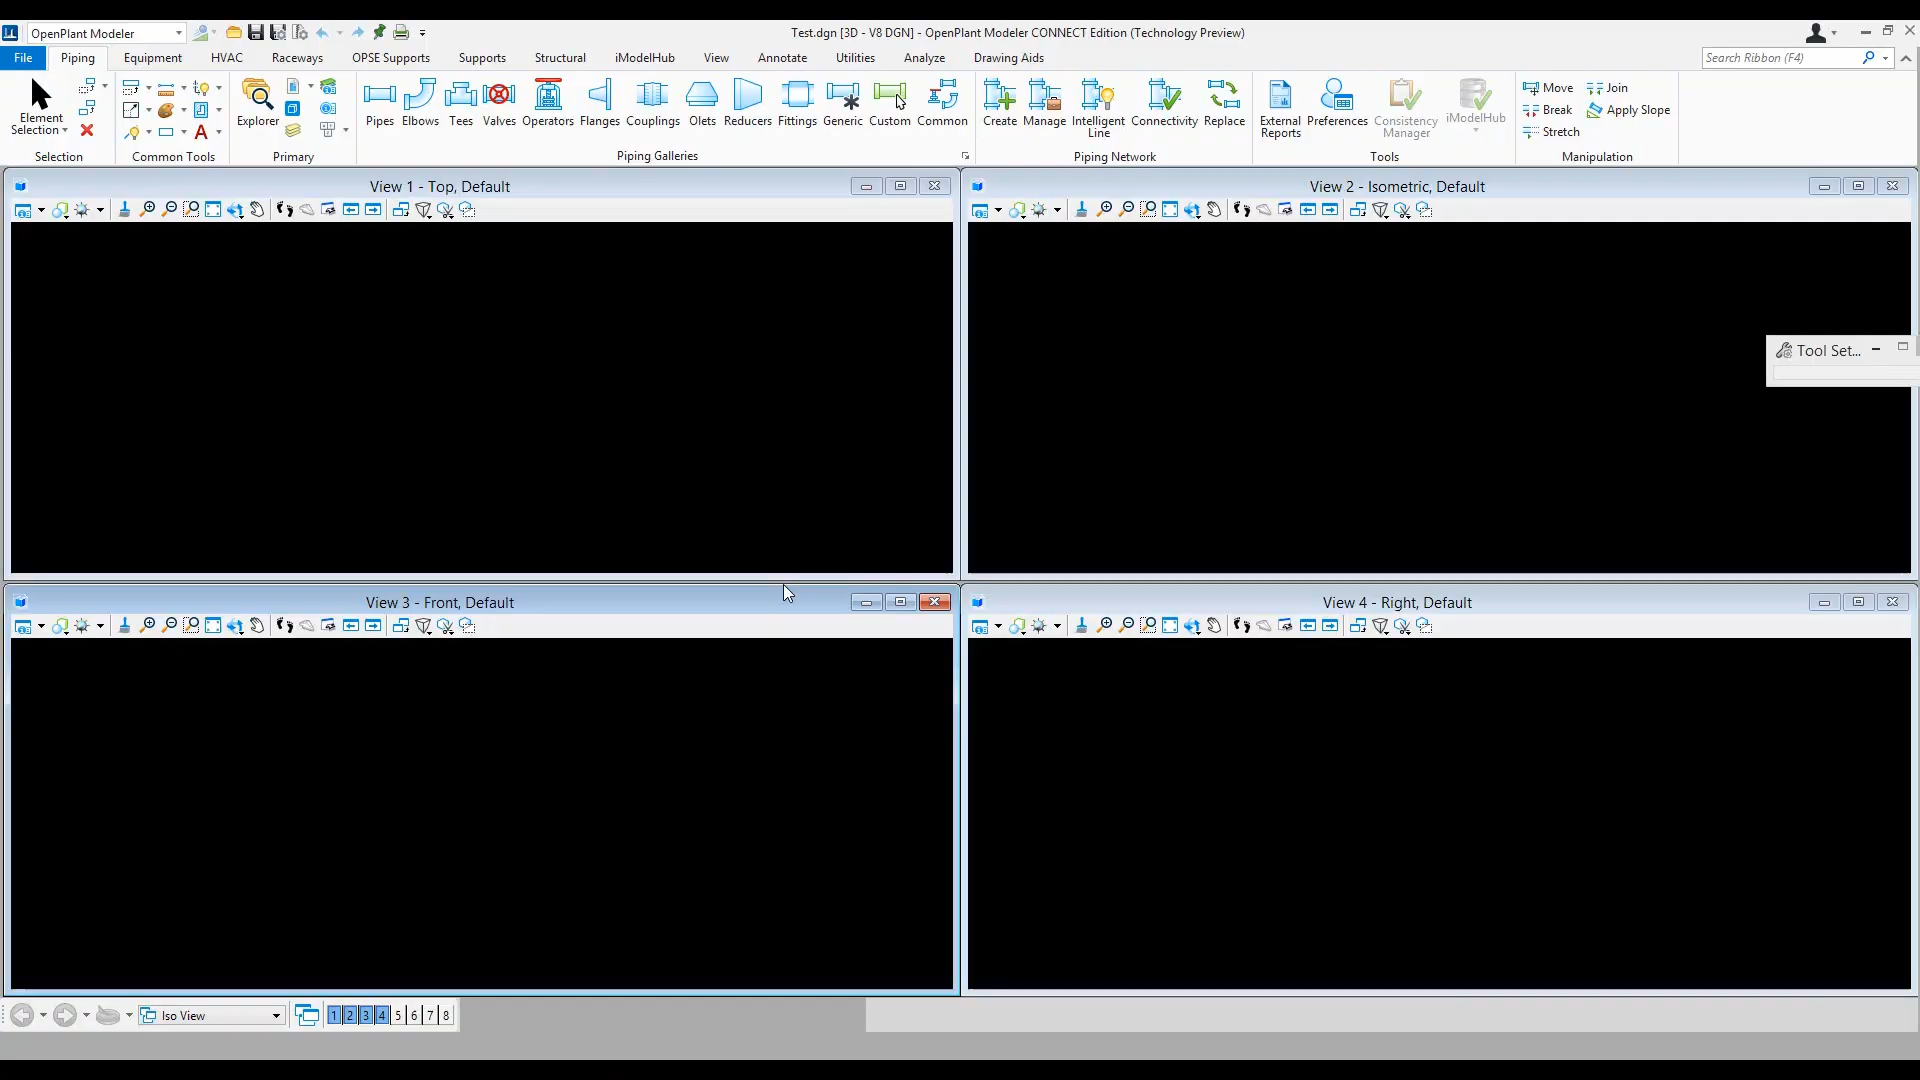 OpenPlant Modeler
Test.dgn [3D - V8 DGN] - OpenPlant Modeler CONNECT Edition (Technology Preview)
File Piping Equipment HVAC Raceways OPSE Supports Supports Structural iModelHub View Annotate Utilities Analyze Drawing Aids
Search Ribbon (F4)
Element
Selection
Selection
A
Common Tools
Explorer
Primary
Pipes Elbows Tees Valves Operators Flanges Couplings Olets Reducers Fittings Generic Custom Common
Piping Galleries
Create Manage Intelligent
Line
Connectivity Replace
Piping Network
External
Reports
Preferences
Consistency
Manager
iModelHub
Tools
Move Join
Break Apply Slope
Stretch
Manipulation
View 1 - Top, Default
View 2 - Isometric, Default
Tool Set...
View 3 - Front, Default
View 4 - Right, Default
Iso View
1 2 3 4 5 6 7 8